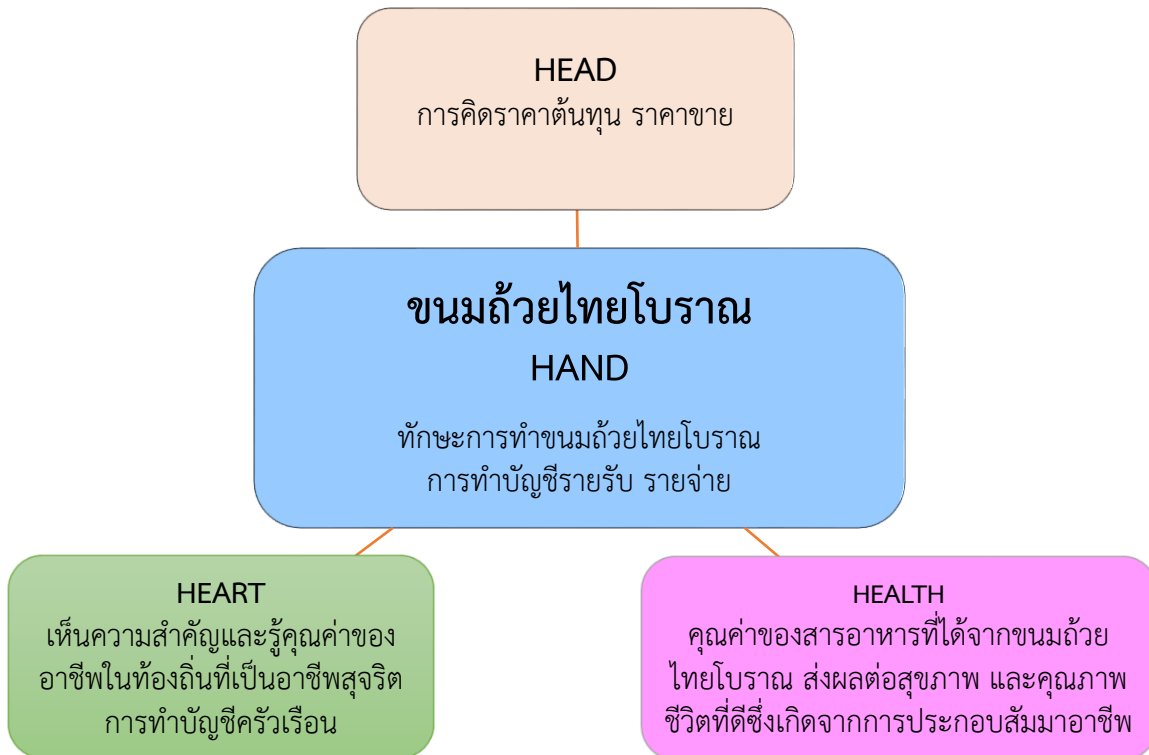 HEAD
การคิดราคาต้นทุน ราคาขาย
ขนมถ้วยไทยโบราณ
HAND
ทักษะการทำขนมถ้วยไทยโบราณ
การทำบัญชีรายรับ รายจ่าย
HEART
เห็นความสำคัญและรู้คุณค่าของ
อาชีพในท้องถิ่นที่เป็นอาชีพสุจริต
การทำบัญชีครัวเรือน
HEALTH
คุณค่าของสารอาหารที่ได้จากขนมถ้วย
ไทยโบราณ ส่งผลต่อสุขภาพ และคุณภาพ
ชีวิตที่ดีซึ่งเกิดจากการประกอบสัมมาอาชีพ